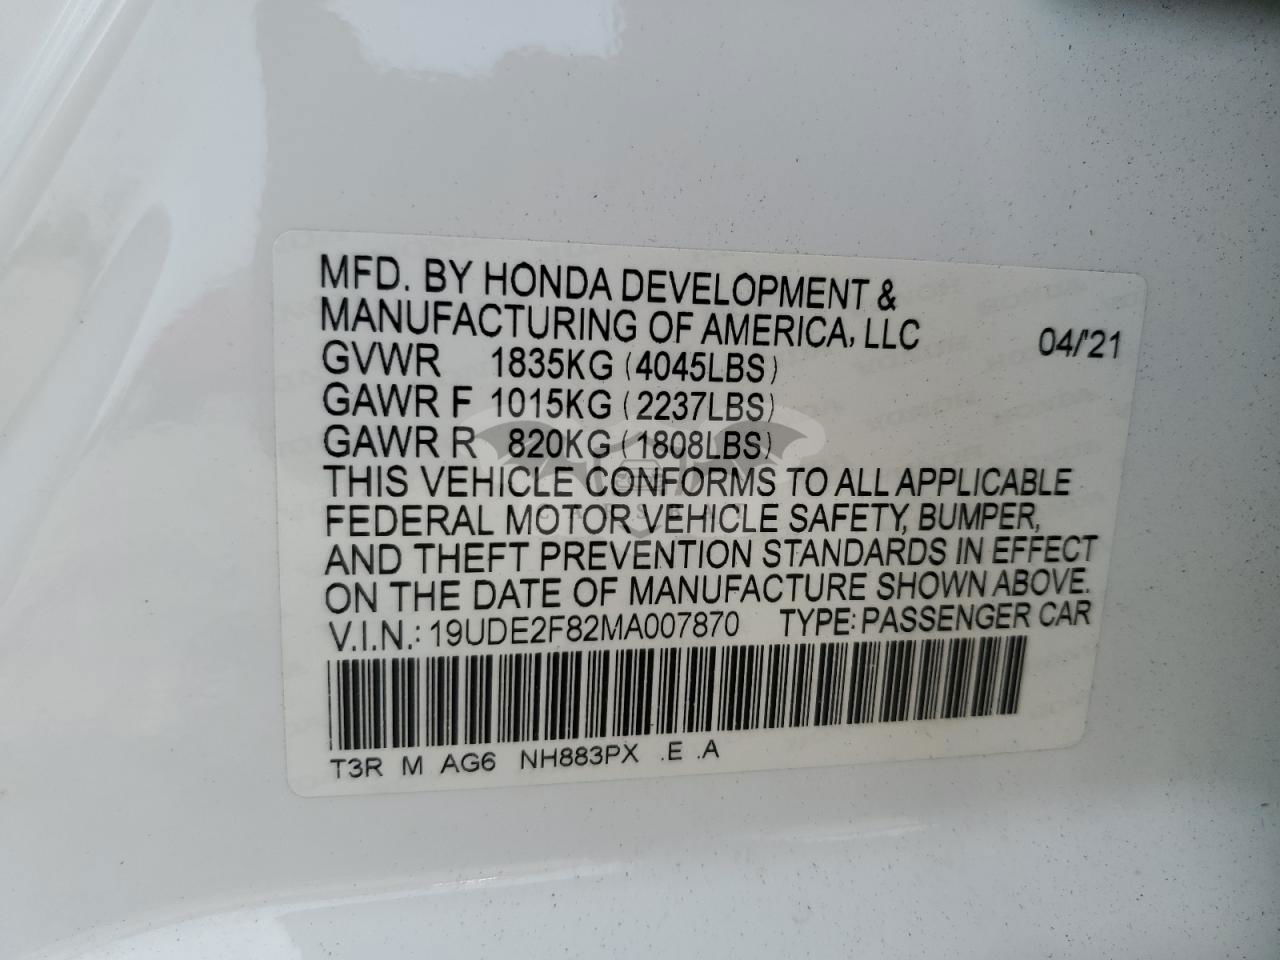 MFD. BY HONDA DEVELOPMENT &
MANUFACTURING OF AMERICA, LLC 04/'21
GVWR 1835KG (4045LBS)
GAWR F 1015KG (2237LBS)
GAWR R 820KG (1808LBS)
THIS VEHICLE CONFORMS TO ALL APPLICABLE
FEDERAL MOTOR VEHICLE SAFETY, BUMPER,
AND THEFT PREVENTION STANDARDS IN EFFECT
ON THE DATE OF MANUFACTURE SHOWN ABOVE.
V.I.N.: 19UDE2F82MA007870 TYPE: PASSENGER CAR
T3R M AG6 NH883PX .E .A